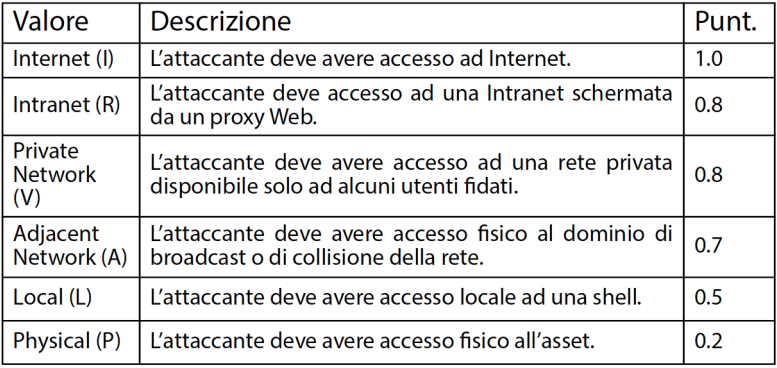 Valore Descrizione Punt.
Internet (I) L'attaccante deve avere accesso ad Internet. 1.0
Intranet (R) L'attaccante deve accesso ad una Intranet schermata da un proxy Web. 0.8
Private Network (V) L'attaccante deve avere accesso ad una rete privata disponibile solo ad alcuni utenti fidati. 0.8
Adjacent Network (A) L'attaccante deve avere accesso fisico al dominio di broadcast o di collisione della rete. 0.7
Local (L) L'attaccante deve avere accesso locale ad una shell. 0.5
Physical (P) L'attaccante deve avere accesso fisico all'asset. 0.2